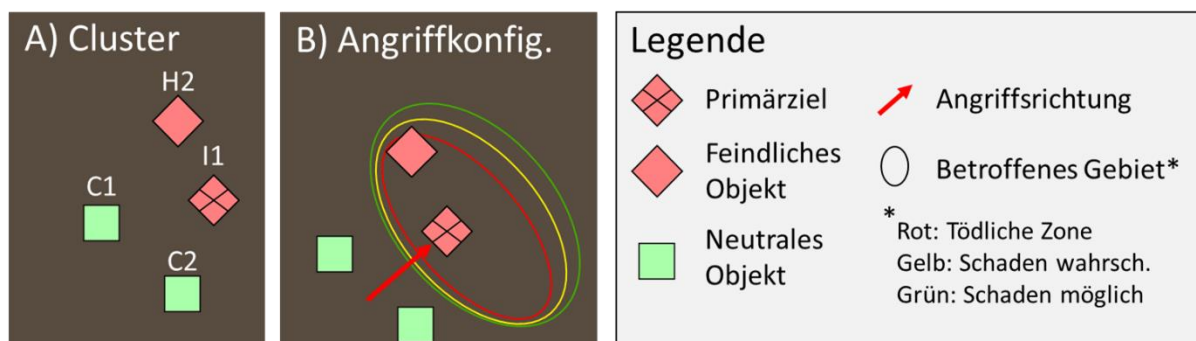 A) Cluster
H2
I1
C1
C2
B) Angriffkonfig.
Legende
Primärziel
Angriffsrichtung
Feindliches
Objekt
Betroffenes Gebiet*
Neutrales
Objekt
*
Rot: Tödliche Zone
Gelb: Schaden wahrsch.
Grün: Schaden möglich